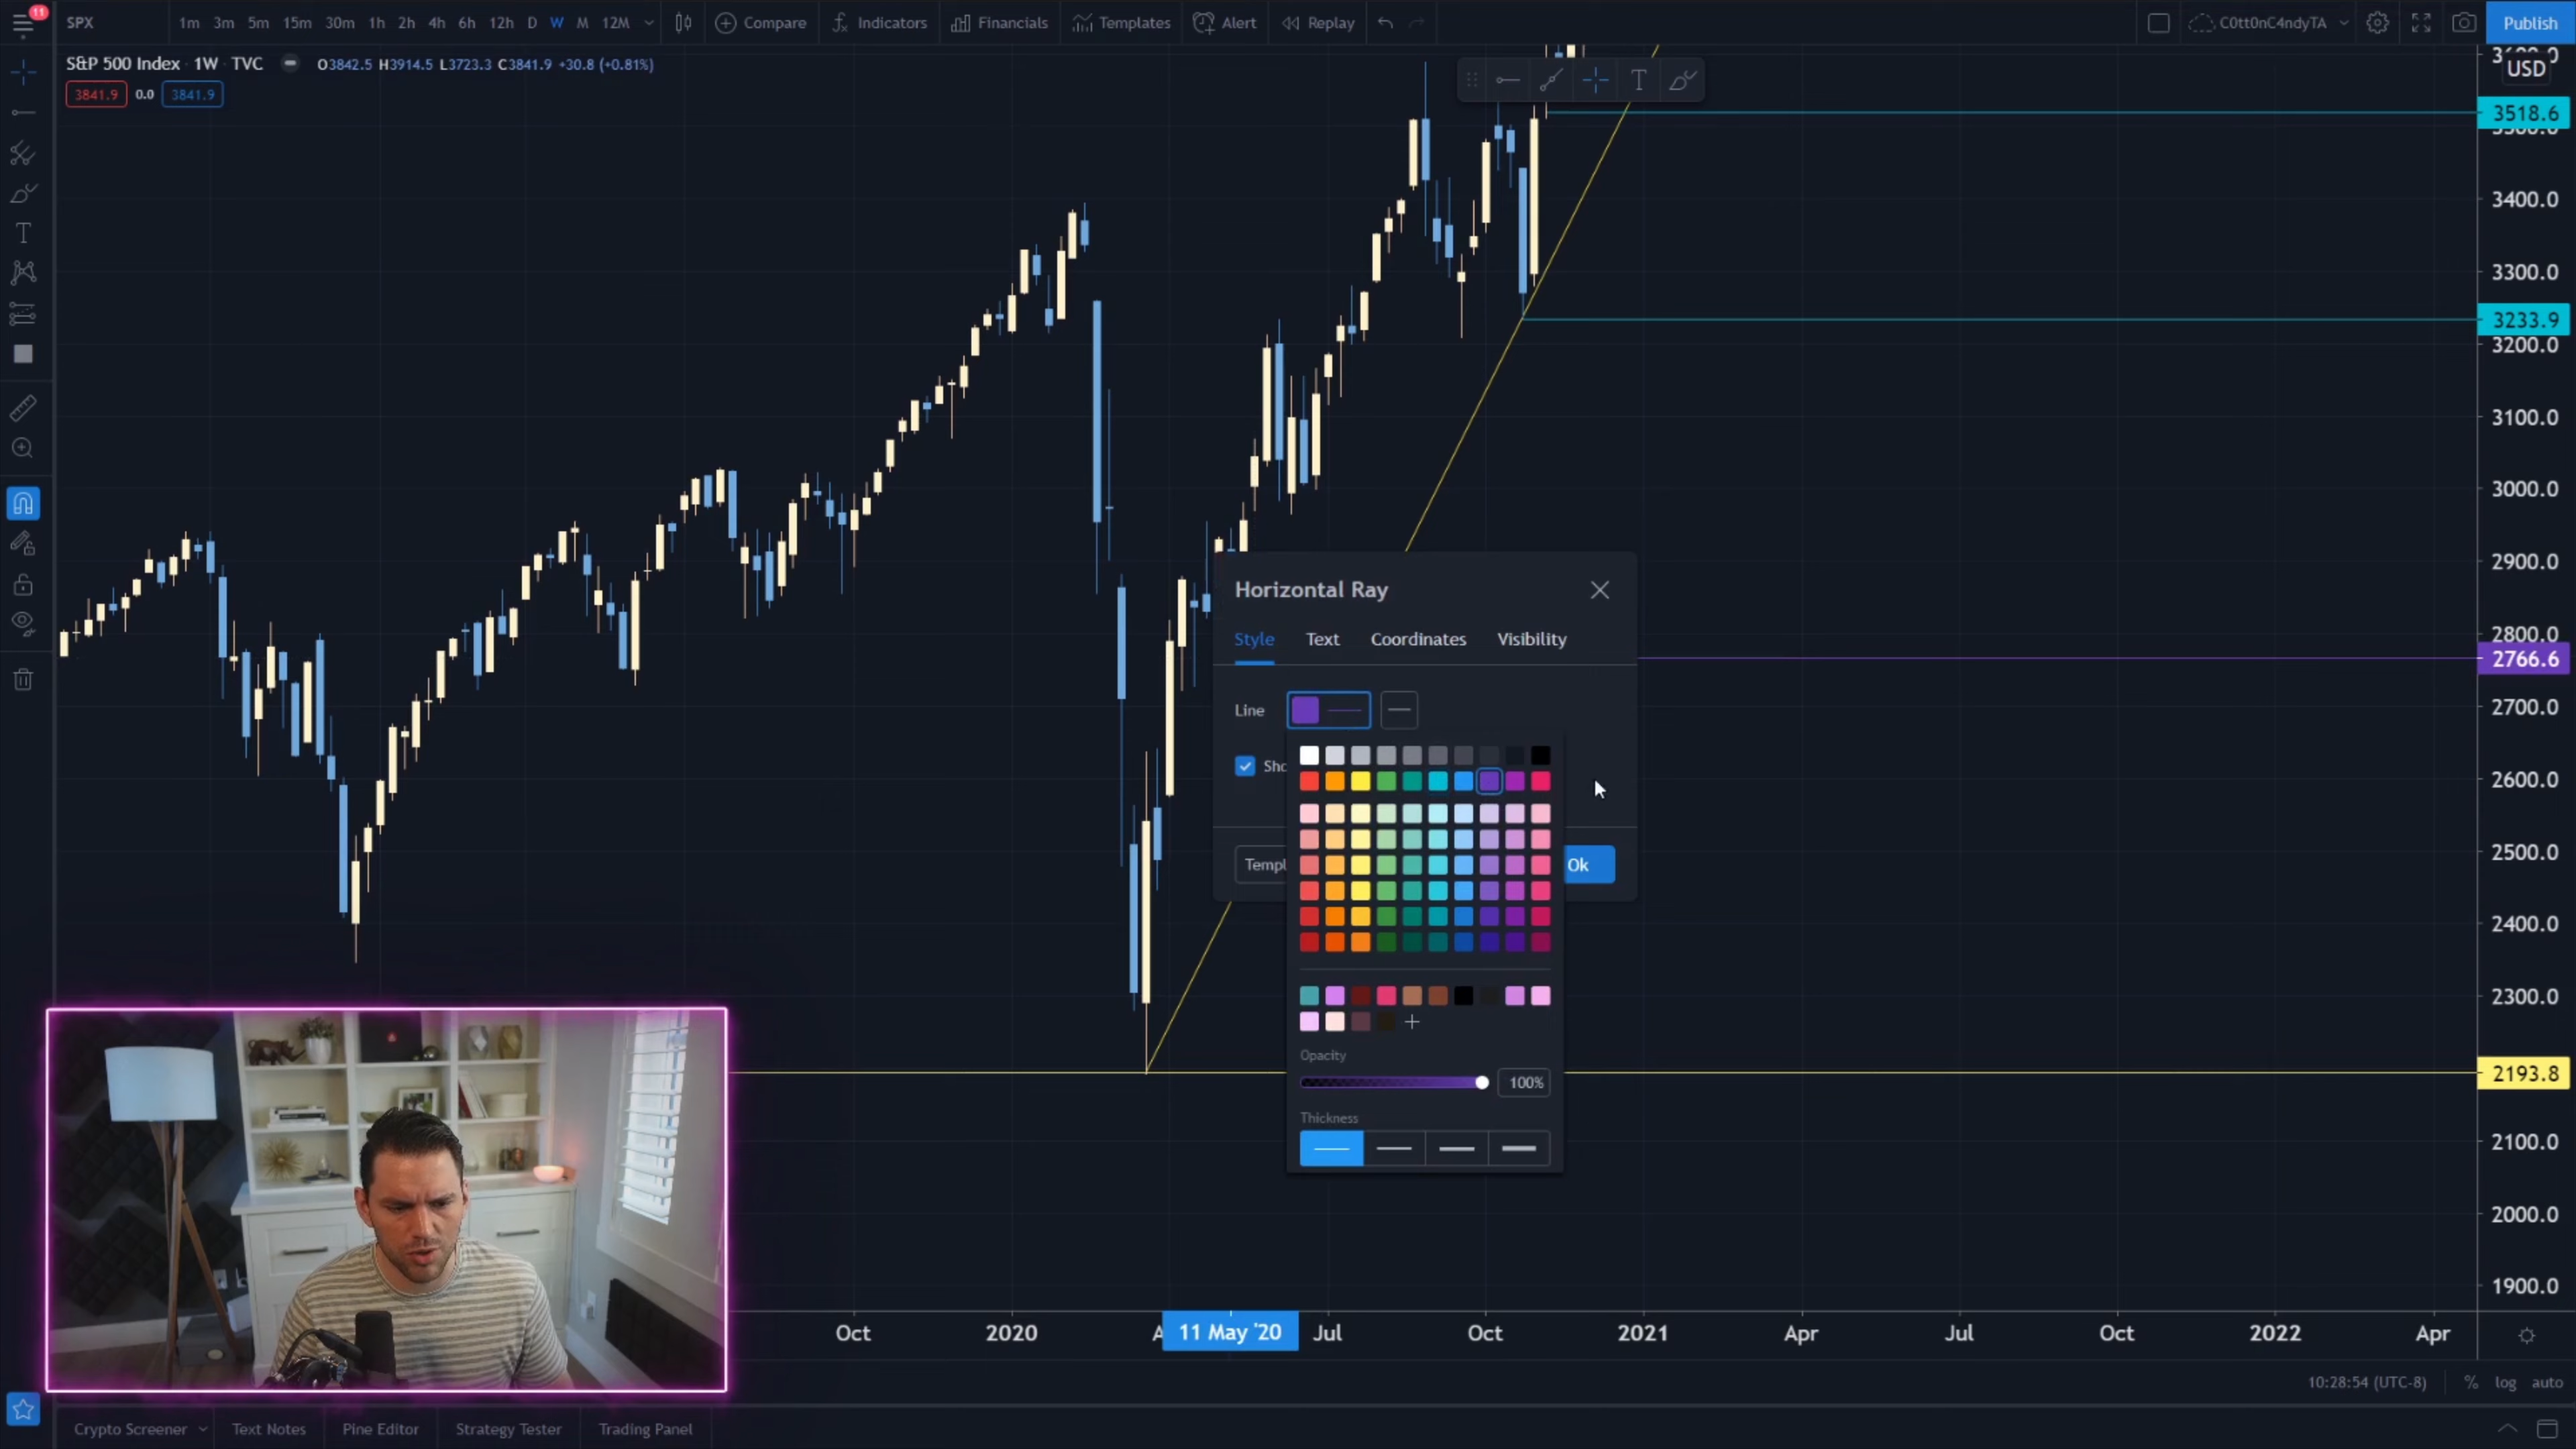 11
SPX
1m 3m 5m 15m 30m 1h 2h 4h 6h 12h D W M 12M
Compare
Indicators
Financials
Templates
Alert
Replay
C0tt0nC4ndyTA
Publish
S&P 500 Index · 1W · TVC
O3842.5 H3914.5 L3723.3 C3841.9 +30.8 (+0.81%)
3841.9 0.0 3841.9
USD
3518.6
3400.0
3300.0
3233.9
3200.0
3100.0
3000.0
2900.0
2800.0
2766.6
2700.0
2600.0
2500.0
2400.0
2300.0
2193.8
2100.0
2000.0
1900.0
Horizontal Ray
Style Text Coordinates Visibility
Line
Sho
Templ
Ok
Opacity
100%
Thickness
Oct 2020 A 11 May '20 Jul Oct 2021 Apr Jul Oct 2022 Apr
10:28:54 (UTC-8) % log auto
Crypto Screener Text Notes Pine Editor Strategy Tester Trading Panel